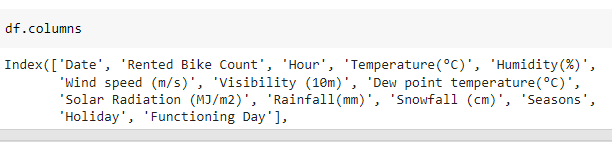 df.columns
Index(['Date', 'Rented Bike Count', 'Hour', 'Temperature(°C)', 'Humidity(%)',
'Wind speed (m/s)', 'Visibility (10m)', 'Dew point temperature(°C)',
'Solar Radiation (MJ/m2)', 'Rainfall(mm)', 'Snowfall (cm)', 'Seasons',
'Holiday', 'Functioning Day'],